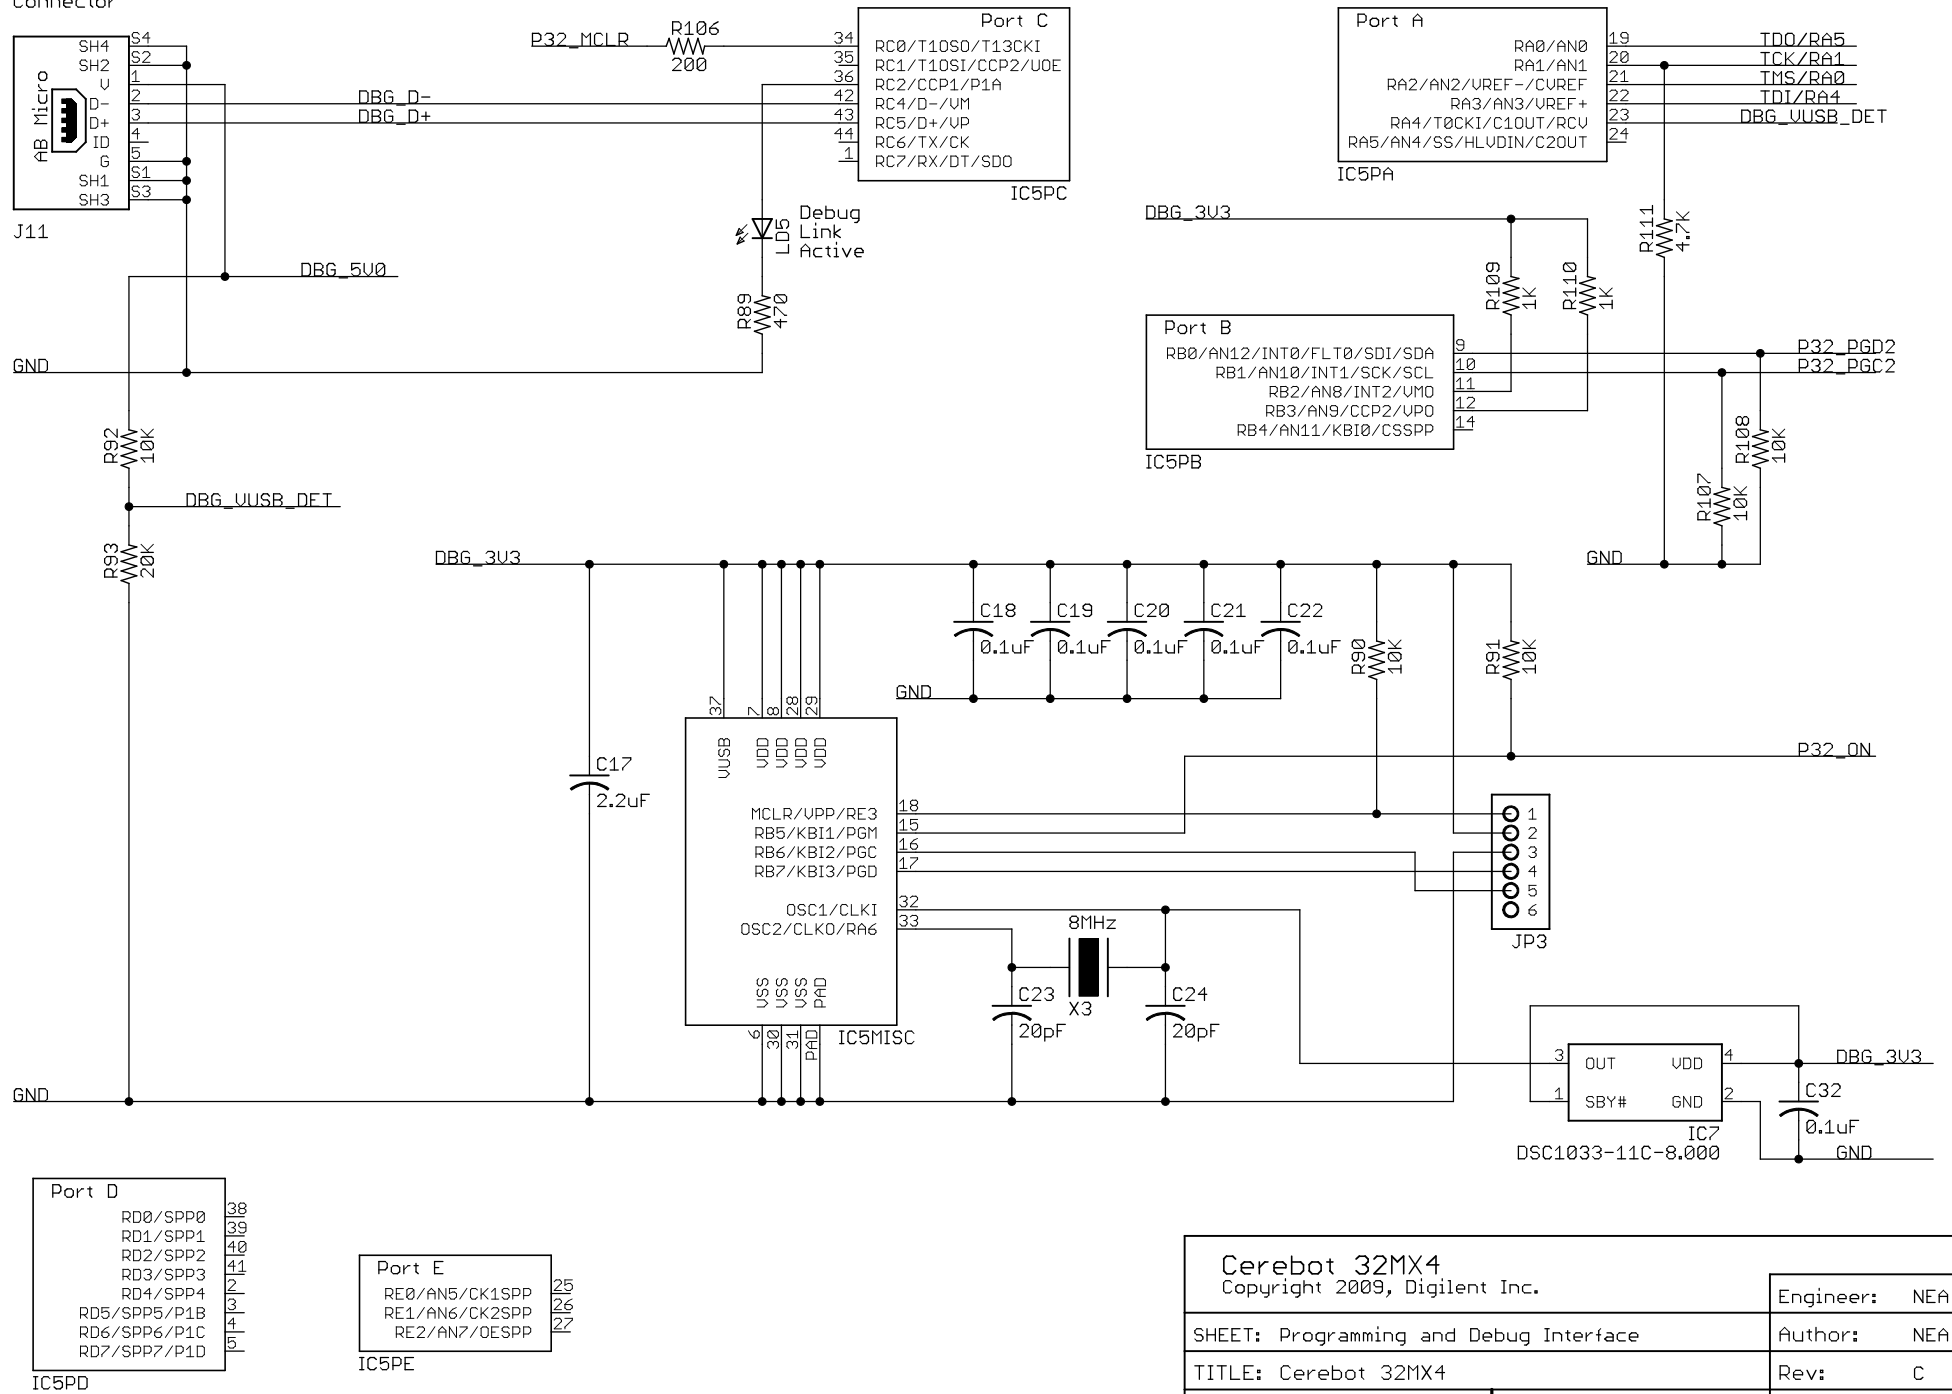 Connector
AB Micro
SH4 S4
SH2 S2
V 1
D- 2
D+ 3
ID 4
G 5
SH1 S1
SH3 S3
J11
DBG_D-
DBG_D+
DBG_5V0
GND
P32_MCLR
R106
200
Port C
34 RC0/T1OSO/T13CKI
35 RC1/T1OSI/CCP2/UOE
36 RC2/CCP1/P1A
42 RC4/D-/VM
43 RC5/D+/VP
44 RC6/TX/CK
1 RC7/RX/DT/SDO
IC5PC
LD5
Debug
Link
Active
R89
470
Port A
RA0/AN0 19 TDO/RA5
RA1/AN1 20 TCK/RA1
RA2/AN2/VREF-/CVREF 21 TMS/RA0
RA3/AN3/VREF+ 22 TDI/RA4
RA4/T0CKI/C1OUT/RCV 23 DBG_VUSB_DET
RA5/AN4/SS/HLVDIN/C2OUT 24
IC5PA
R111
4.7K
DBG_3V3
R109
1K
R110
1K
Port B
RB0/AN12/INT0/FLT0/SDI/SDA 9 P32_PGD2
RB1/AN10/INT1/SCK/SCL 10 P32_PGC2
RB2/AN8/INT2/VMO 11
RB3/AN9/CCP2/VPO 12
RB4/AN11/KBI0/CSSPP 14
IC5PB
R108
10K
R107
10K
GND
R92
10K
DBG_VUSB_DET
R93
20K
DBG_3V3
C17
2.2uF
C18
0.1uF
C19
0.1uF
C20
0.1uF
C21
0.1uF
C22
0.1uF
GND
R90
10K
R91
10K
P32_ON
37 VUSB
7 VDD
8 VDD
28 VDD
29 VDD
MCLR/VPP/RE3 18
RB5/KBI1/PGM 15
RB6/KBI2/PGC 16
RB7/KBI3/PGD 17
OSC1/CLKI 32
OSC2/CLKO/RA6 33
VSS 6
VSS 30
VSS 31
PAD PAD
IC5MISC
8MHz
X3
C23
20pF
C24
20pF
1
2
3
4
5
6
JP3
3 OUT VDD 4
1 SBY# GND 2
IC7
DSC1033-11C-8.000
DBG_3V3
C32
0.1uF
GND
GND
Port D
RD0/SPP0 38
RD1/SPP1 39
RD2/SPP2 40
RD3/SPP3 41
RD4/SPP4 2
RD5/SPP5/P1B 3
RD6/SPP6/P1C 4
RD7/SPP7/P1D 5
IC5PD
Port E
RE0/AN5/CK1SPP 25
RE1/AN6/CK2SPP 26
RE2/AN7/OESPP 27
IC5PE
Cerebot 32MX4
Copyright 2009, Digilent Inc.
Engineer: NEA
SHEET: Programming and Debug Interface
Author: NEA
TITLE: Cerebot 32MX4
Rev: C